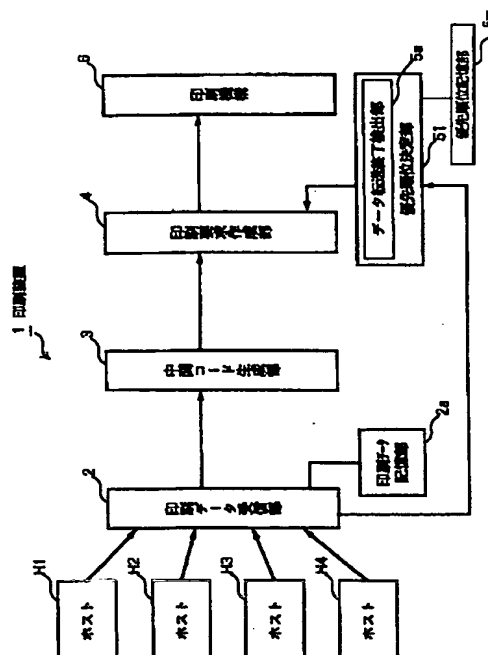 1 印刷装置
H1
ホスト
H2
ホスト
H3
ホスト
H4
ホスト
2
印刷データ受信部
2a
印刷データ
記憶部
3
中間コード生成部
4
印刷要求作成部
6
印刷機構
5a
データ転送終了検出部
優先順位決定部
51
優先順位記憶部